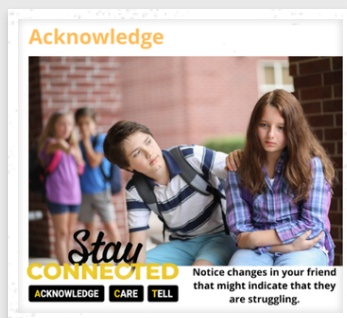 Acknowledge
Stay
CONNECTED
ACKNOWLEDGE CARE TELL
Notice changes in your friend
that might indicate that they
are struggling.